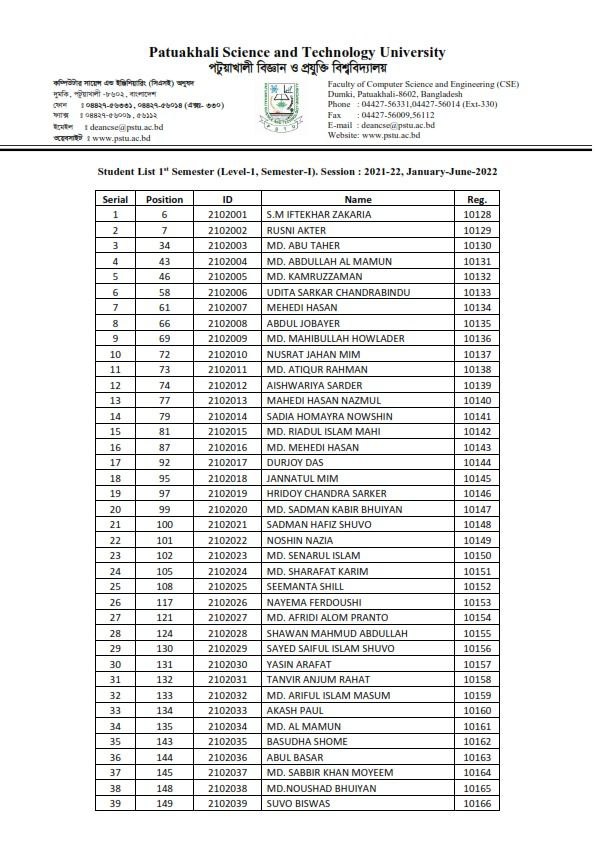 Patuakhali Science and Technology University
পটুয়াখালী বিজ্ঞান ও প্রযুক্তি বিশ্ববিদ্যালয়
কম্পিউটার সায়েন্স এন্ড ইঞ্জিনিয়ারিং (সিএসই) অনুষদ
দুমকি, পটুয়াখালী -৮৬০২, বাংলাদেশ
ফোন : ০৪৪২৭-৫৬৩৩১, ০৪৪২৭-৫৬০১৪ (এক্স- ৩৩০)
ফ্যাক্স : ০৪৪২৭-৫৬০০৯, ৫৬১১২
ইমেইল : deancse@pstu.ac.bd
ওয়েবসাইট : www.pstu.ac.bd
Faculty of Computer Science and Engineering (CSE)
Dumki, Patuakhali-8602, Bangladesh
Phone : 04427-56331,04427-56014 (Ext-330)
Fax : 04427-56009,56112
E-mail : deancse@pstu.ac.bd
Website: www.pstu.ac.bd
Student List 1st Semester (Level-1, Semester-I). Session : 2021-22, January-June-2022
Serial Position ID Name Reg.
1 6 2102001 S.M IFTEKHAR ZAKARIA 10128
2 7 2102002 RUSNI AKTER 10129
3 34 2102003 MD. ABU TAHER 10130
4 43 2102004 MD. ABDULLAH AL MAMUN 10131
5 46 2102005 MD. KAMRUZZAMAN 10132
6 58 2102006 UDITA SARKAR CHANDRABINDU 10133
7 61 2102007 MEHEDI HASAN 10134
8 66 2102008 ABDUL JOBAYER 10135
9 69 2102009 MD. MAHIBULLAH HOWLADER 10136
10 72 2102010 NUSRAT JAHAN MIM 10137
11 73 2102011 MD. ATIQUR RAHMAN 10138
12 74 2102012 AISHWARIYA SARDER 10139
13 77 2102013 MAHEDI HASAN NAZMUL 10140
14 79 2102014 SADIA HOMAYRA NOWSHIN 10141
15 81 2102015 MD. RIADUL ISLAM MAHI 10142
16 87 2102016 MD. MEHEDI HASAN 10143
17 92 2102017 DURJOY DAS 10144
18 95 2102018 JANNATUL MIM 10145
19 97 2102019 HRIDOY CHANDRA SARKER 10146
20 99 2102020 MD. SADMAN KABIR BHUIYAN 10147
21 100 2102021 SADMAN HAFIZ SHUVO 10148
22 101 2102022 NOSHIN NAZIA 10149
23 102 2102023 MD. SENARUL ISLAM 10150
24 105 2102024 MD. SHARAFAT KARIM 10151
25 108 2102025 SEEMANTA SHILL 10152
26 117 2102026 NAYEMA FERDOUSHI 10153
27 121 2102027 MD. AFRIDI ALOM PRANTO 10154
28 124 2102028 SHAWAN MAHMUD ABDULLAH 10155
29 130 2102029 SAYED SAIFUL ISLAM SHUVO 10156
30 131 2102030 YASIN ARAFAT 10157
31 132 2102031 TANVIR ANJUM RAHAT 10158
32 133 2102032 MD. ARIFUL ISLAM MASUM 10159
33 134 2102033 AKASH PAUL 10160
34 135 2102034 MD. AL MAMUN 10161
35 143 2102035 BASUDHA SHOME 10162
36 144 2102036 ABUL BASAR 10163
37 145 2102037 MD. SABBIR KHAN MOYEEM 10164
38 148 2102038 MD.NOUSHAD BHUIYAN 10165
39 149 2102039 SUVO BISWAS 10166